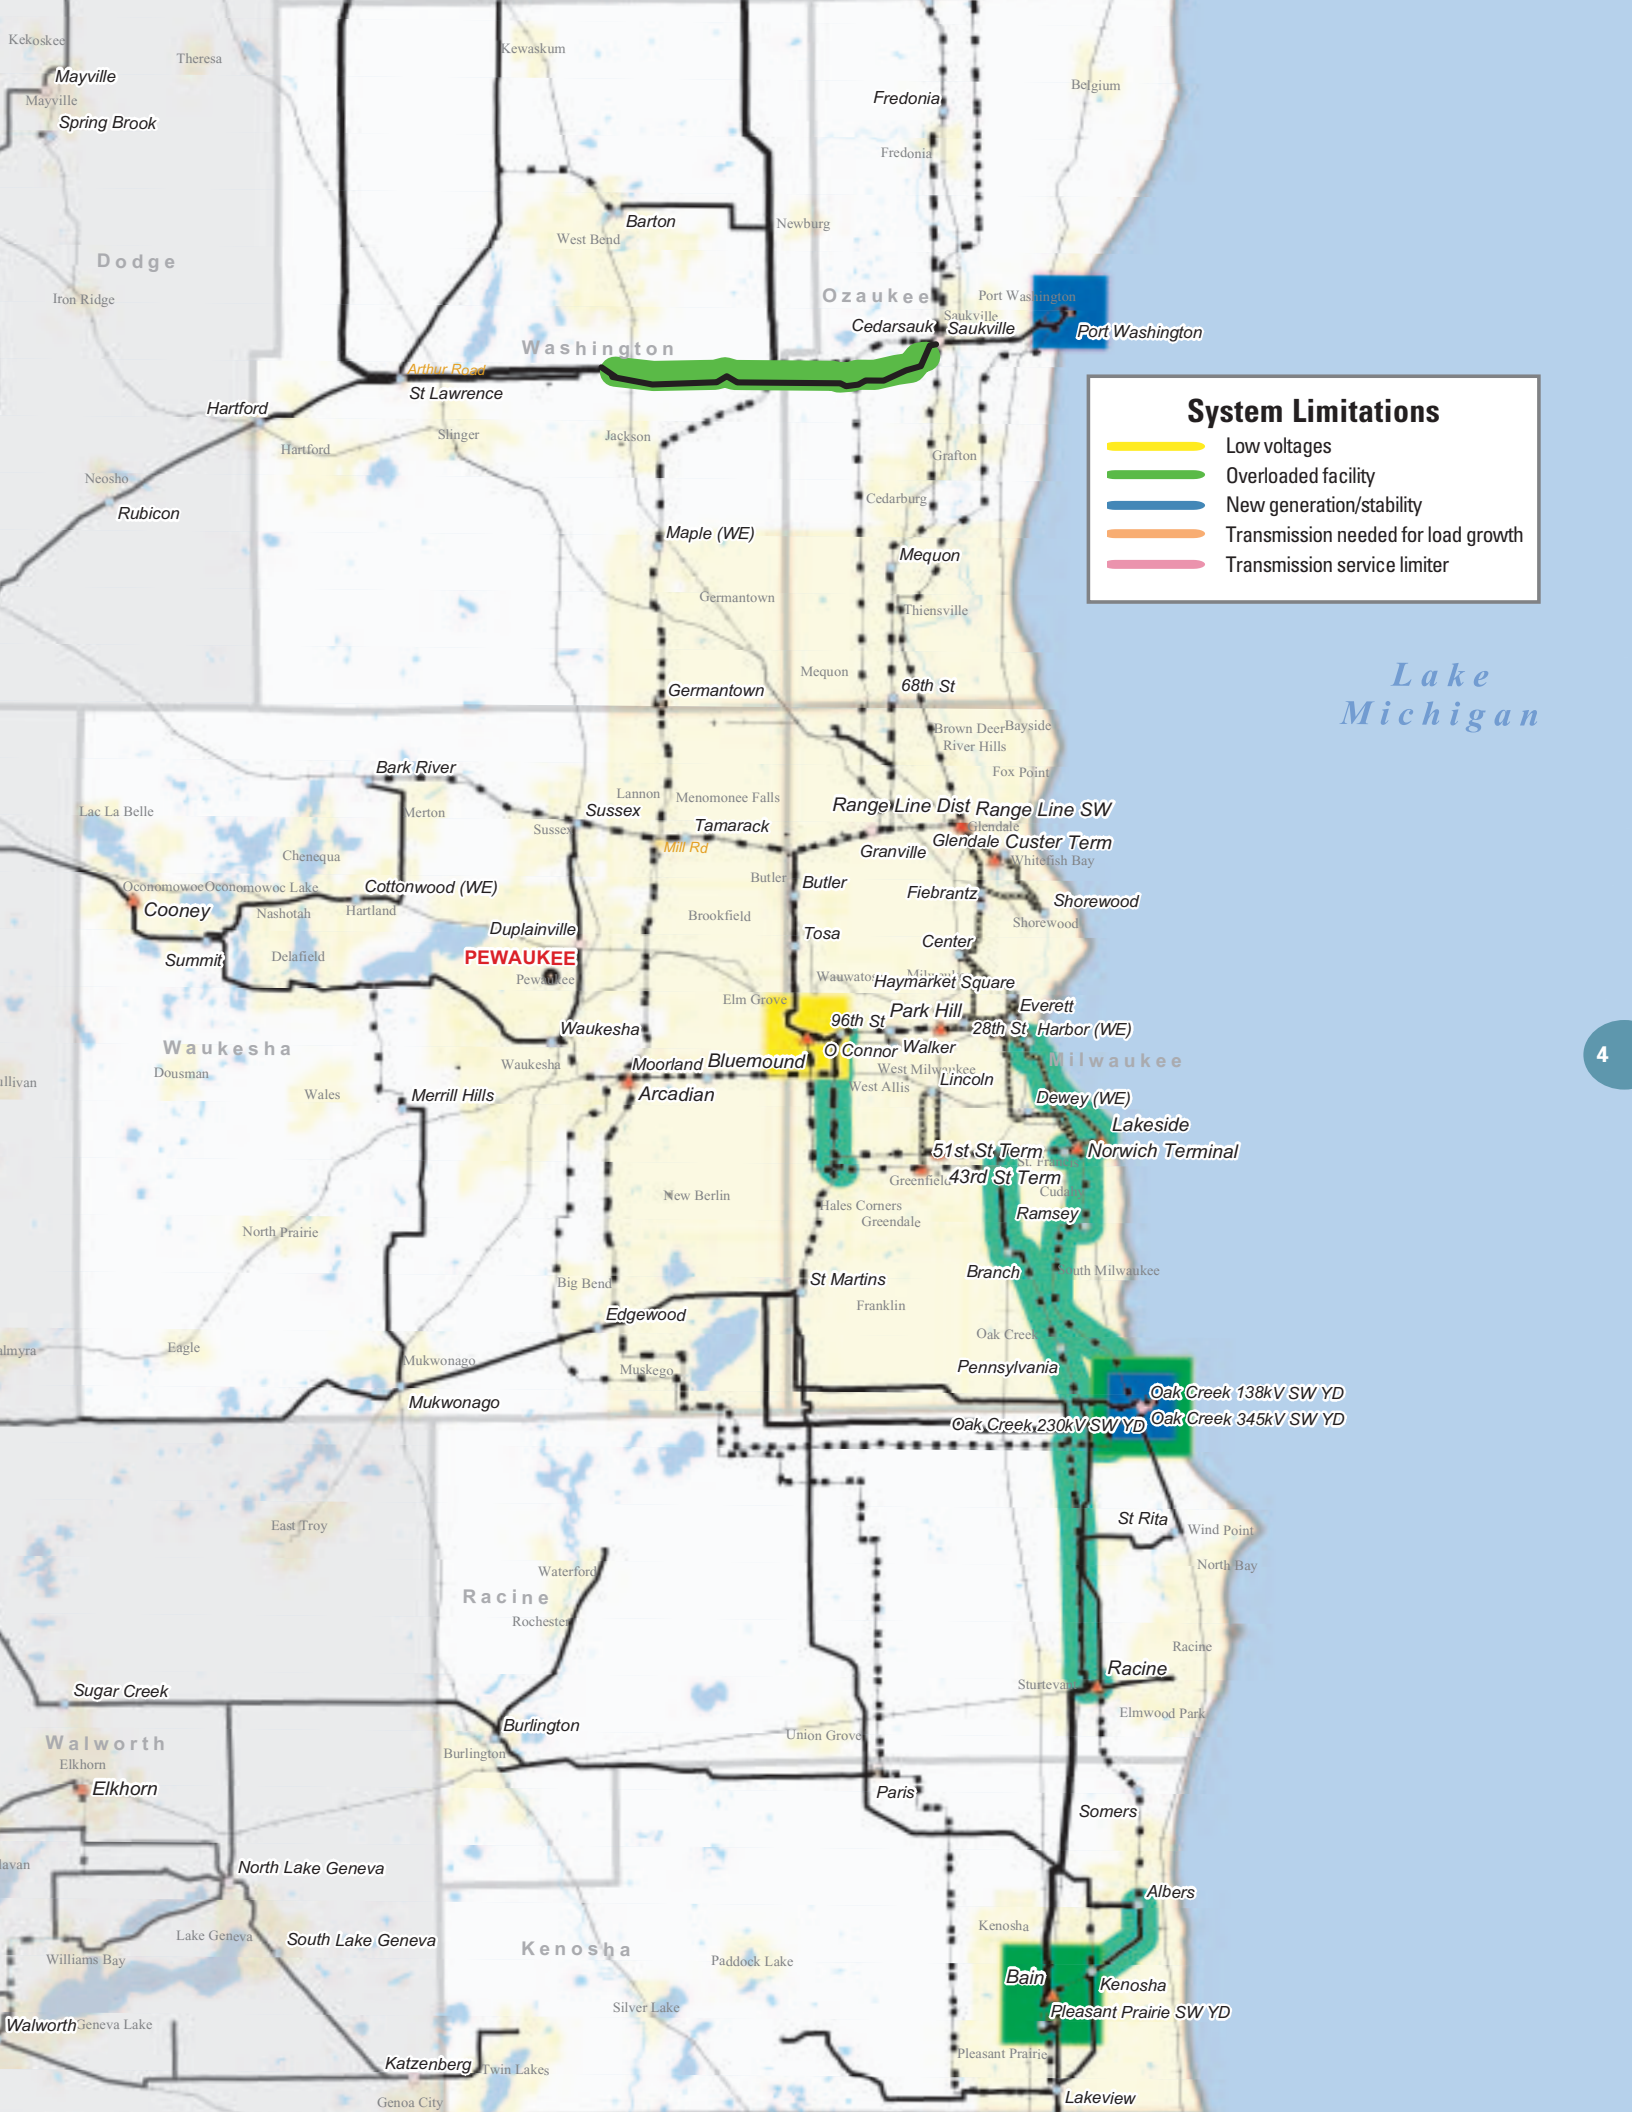 Kekoskee
Theresa
Kewaskum
Mayville
Mayville
Belgium
Fredonia
Spring Brook
Fredonia
Barton
Newburg
West Bend
Dodge
Iron Ridge
Ozaukee
Port Washington
Saukville
Cedarsauk
Saukville
Port Washington
Washington
Arthur Road
St Lawrence
Hartford
Slinger
Jackson
Hartford
Grafton
Neosho
Cedarburg
Rubicon
System Limitations
Low voltages
Overloaded facility
New generation/stability
Transmission needed for load growth
Transmission service limiter
Maple (WE)
Mequon
Germantown
Thiensville
Lake
Michigan
Mequon
Germantown
68th St
Brown Deer
Bayside
River Hills
Fox Point
Bark River
Lac La Belle
Merton
Lannon
Menomonee Falls
Sussex
Sussex
Tamarack
Mill Rd
Range Line Dist
Range Line SW
Glendale
Glendale
Custer Term
Granville
Whitefish Bay
Chenequa
Butler
Butler
Oconomowoc
Oconomowoc Lake
Cottonwood (WE)
Fiebrantz
Shorewood
Shorewood
Cooney
Nashotah
Hartland
Brookfield
Duplainville
Tosa
Center
Summit
Delafield
PEWAUKEE
Pewaukee
Wauwatos
Haymarket Square
Elm Grove
Everett
96th St
Park Hill
28th St
Harbor (WE)
Waukesha
Waukesha
Waukesha
O Connor
Walker
Milwaukee
Moorland
Bluemound
West Milwaukee
Dousman
ullivan
Wales
Merrill Hills
Arcadian
West Allis
Lincoln
Dewey (WE)
Lakeside
51st St Term
Norwich Terminal
St. Francis
Greenfield
43rd St Term
Cudahy
New Berlin
Hales Corners
Greendale
Ramsey
North Prairie
Branch
South Milwaukee
St Martins
Big Bend
Franklin
Edgewood
Oak Creek
Eagle
almyra
Mukwonago
Muskego
Pennsylvania
Mukwonago
Oak Creek 138kV SW YD
Oak Creek 230kV SW YD
Oak Creek 345kV SW YD
East Troy
St Rita
Wind Point
North Bay
Waterford
Racine
Rochester
Racine
Racine
Sturtevant
Sugar Creek
Elmwood Park
Burlington
Union Grove
Burlington
Walworth
Elkhorn
Elkhorn
Paris
Somers
lavan
North Lake Geneva
Albers
Kenosha
Lake Geneva
South Lake Geneva
Kenosha
Williams Bay
Paddock Lake
Bain
Kenosha
Silver Lake
Pleasant Prairie SW YD
Walworth
Geneva Lake
Pleasant Prairie
Katzenberg
Twin Lakes
Genoa City
Lakeview
4